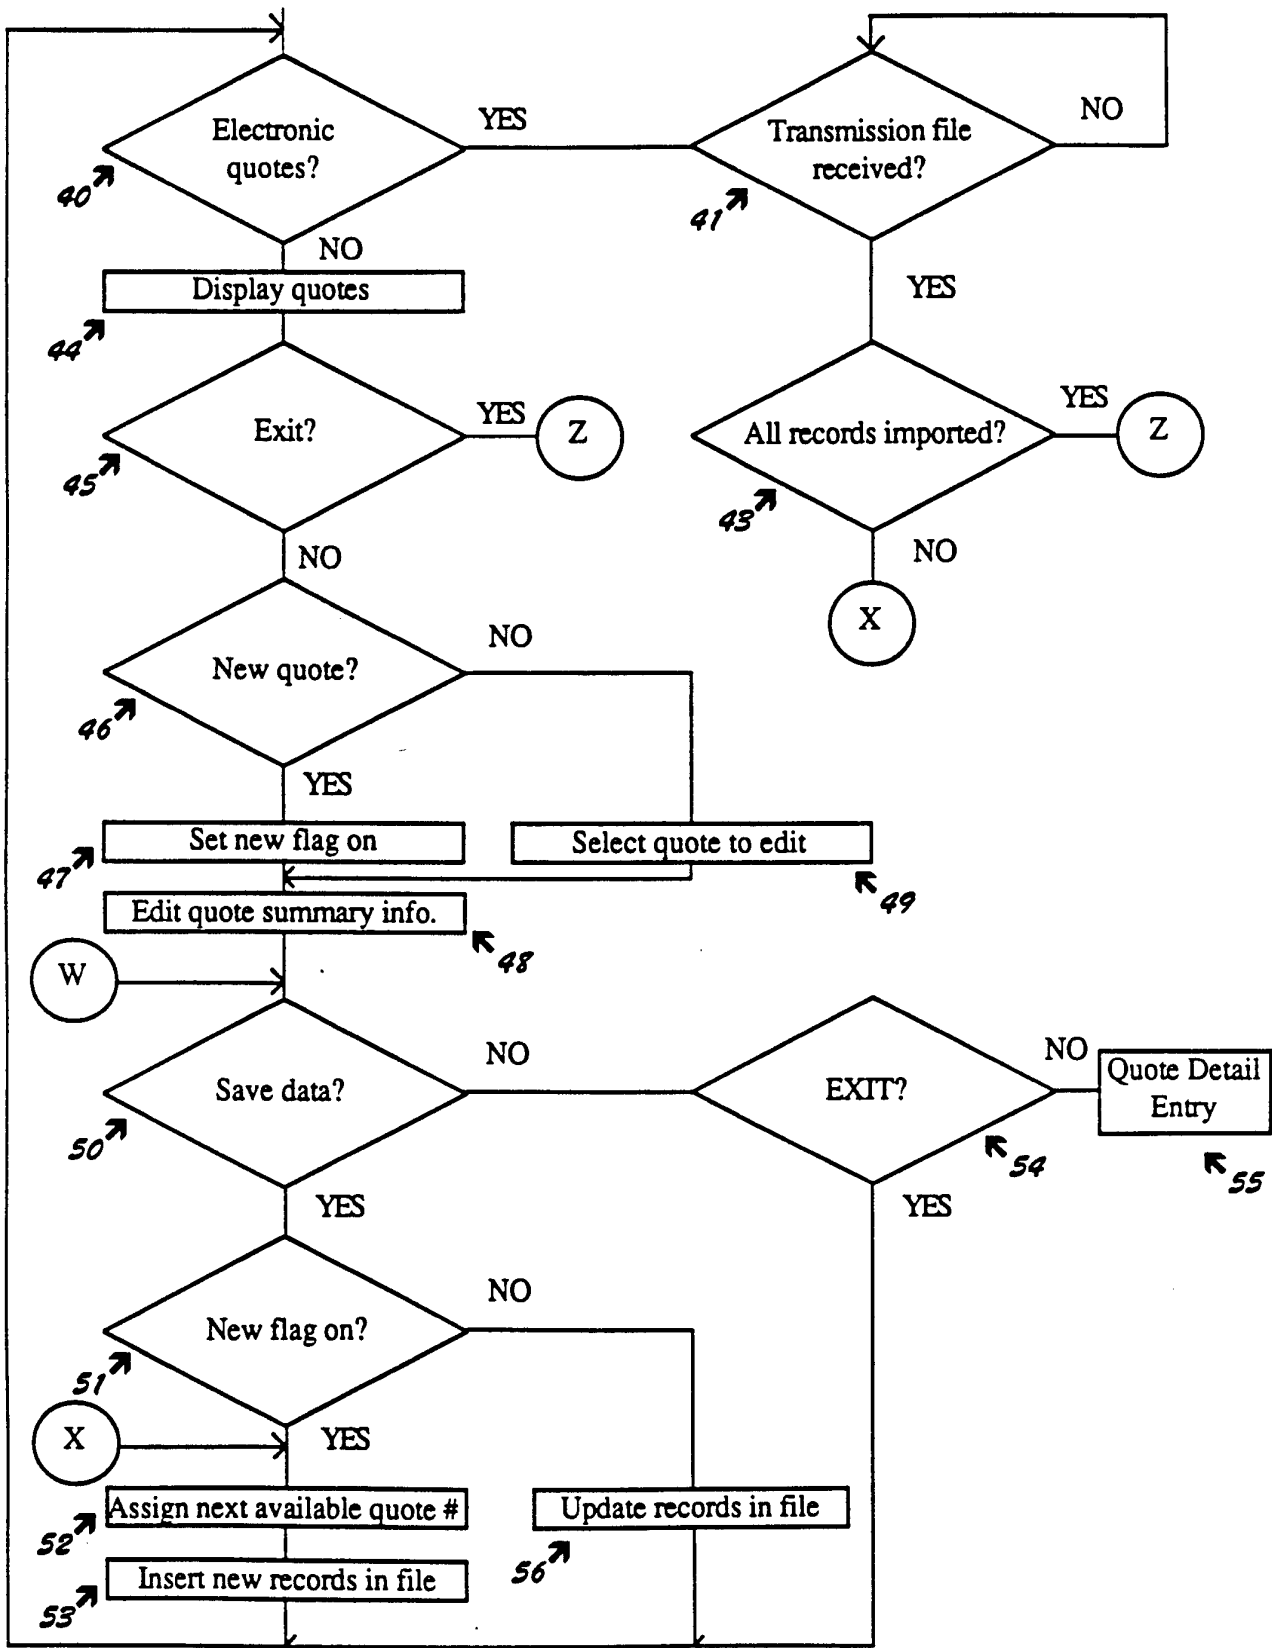 Electronic
quotes?
YES
Transmission file
received?
NO
40
41
NO
Display quotes
44
YES
Exit?
YES
Z
All records imported?
YES
Z
45
43
NO
NO
X
New quote?
NO
46
YES
Set new flag on
Select quote to edit
47
49
Edit quote summary info.
48
W
Save data?
NO
EXIT?
NO
Quote Detail
Entry
50
54
55
YES
YES
New flag on?
NO
51
X
YES
Assign next available quote #
Update records in file
52
56
Insert new records in file
53